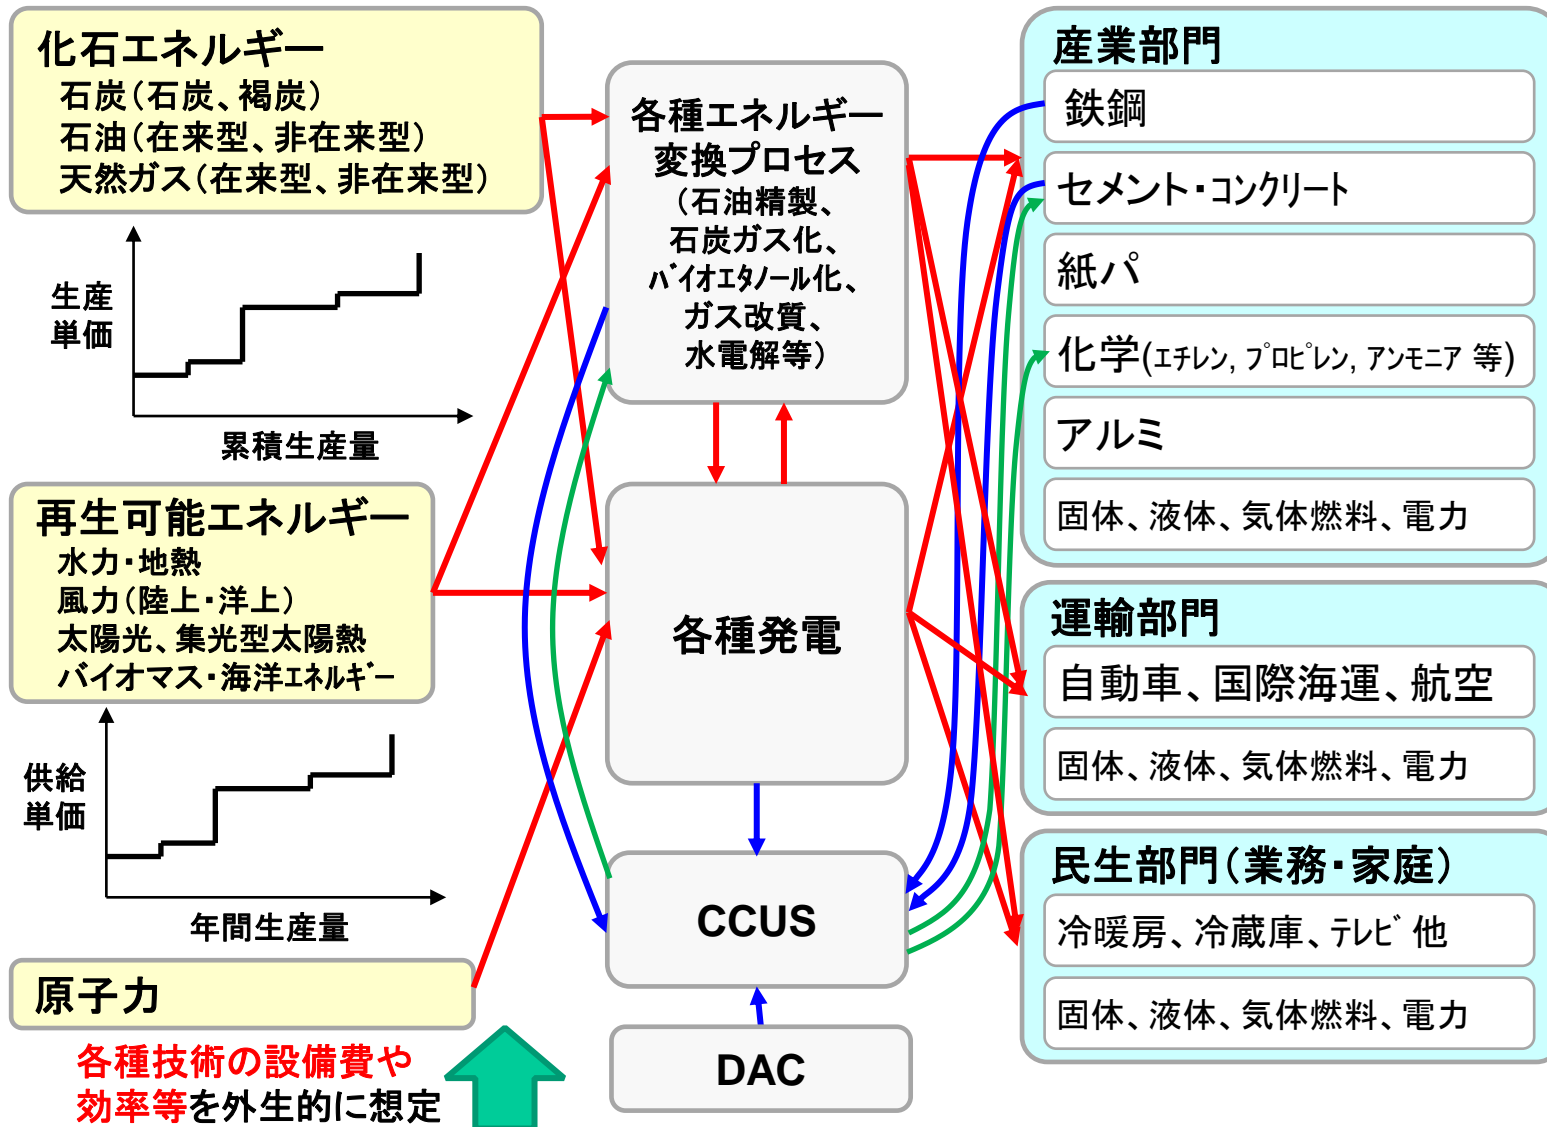 化石エネルギー
石炭（石炭、褐炭）
石油（在来型、非在来型）
天然ガス（在来型、非在来型）
生産
単価
累積生産量
再生可能エネルギー
水力・地熱
風力（陸上・洋上）
太陽光、集光型太陽熱
バイオマス・海洋ｴﾈﾙｷﾞｰ
供給
単価
年間生産量
原子力
各種技術の設備費や
効率等を外生的に想定
各種エネルギー
変換プロセス
（石油精製、
石炭ガス化、
ﾊﾞｲｵｴﾀﾉｰﾙ化、
ガス改質、
水電解等）
各種発電
CCUS
DAC
産業部門
鉄鋼
セメント・ｺﾝｸﾘｰﾄ
紙パ
化学(ｴﾁﾚﾝ, ﾌﾟﾛﾋﾟﾚﾝ, ｱﾝﾓﾆｱ 等)
アルミ
固体、液体、気体燃料、電力
運輸部門
自動車、国際海運、航空
固体、液体、気体燃料、電力
民生部門（業務・家庭）
冷暖房、冷蔵庫、ﾃﾚﾋﾞ 他
固体、液体、気体燃料、電力